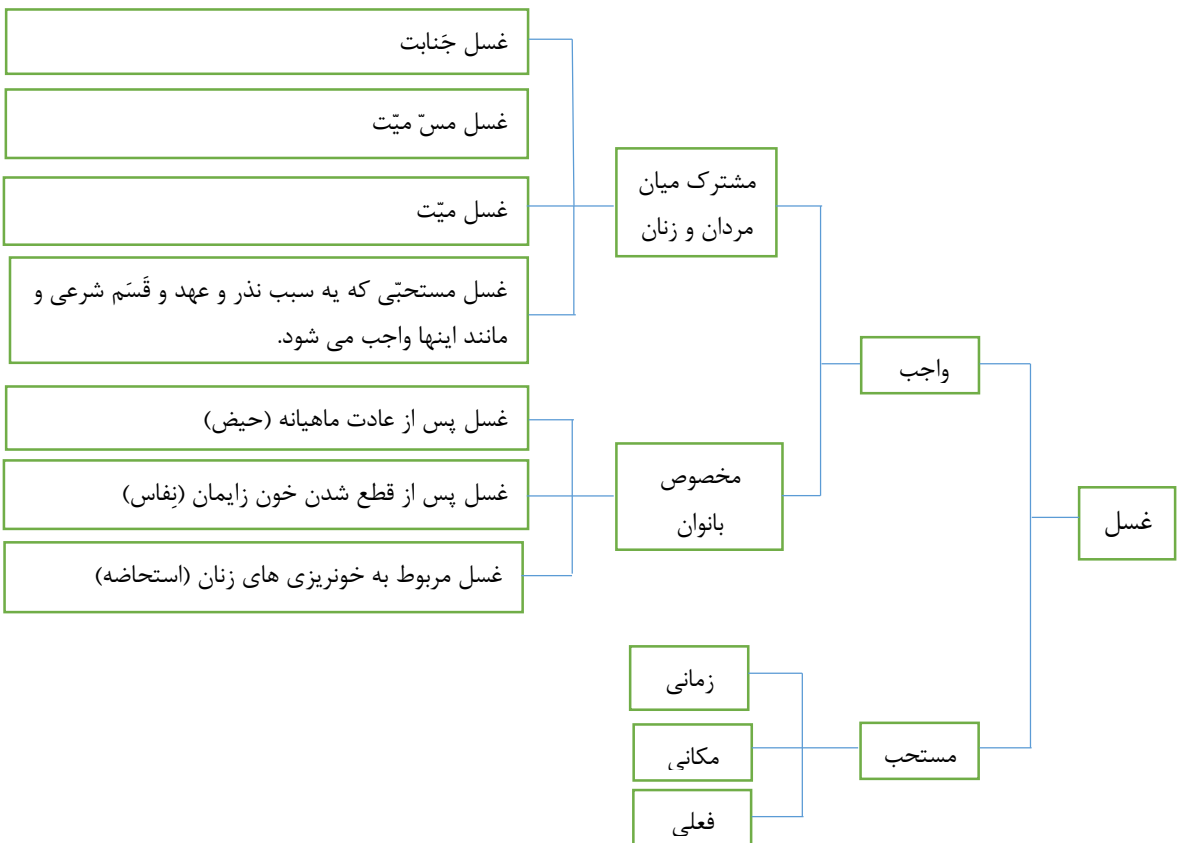 غسل
واجب
مشترک میان
مردان و زنان
غسل جَنابت
غسل مسّ میّت
غسل میّت
غسل مستحبّی که یه سبب نذر و عهد و قَسَم شرعی و
مانند اینها واجب می شود.
مخصوص
بانوان
غسل پس از عادت ماهیانه (حیض)
غسل پس از قطع شدن خون زایمان (نِفاس)
غسل مربوط به خونریزی های زنان (استحاضه)
مستحب
زمانی
مکانی
فعلی